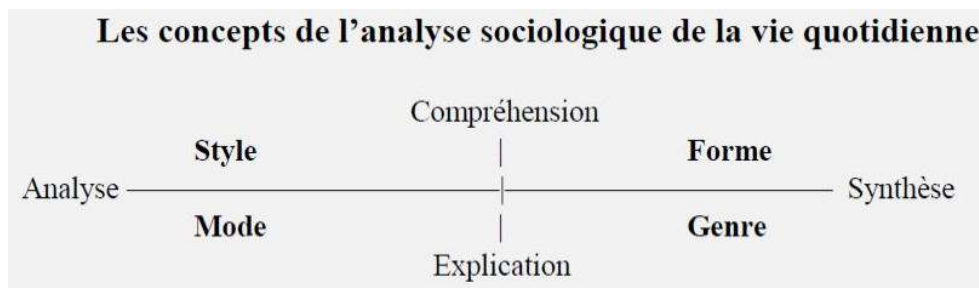 Les concepts de l’analyse sociologique de la vie quotidienne
Compréhension
Style Forme
Analyse Synthèse
Mode Genre
Explication